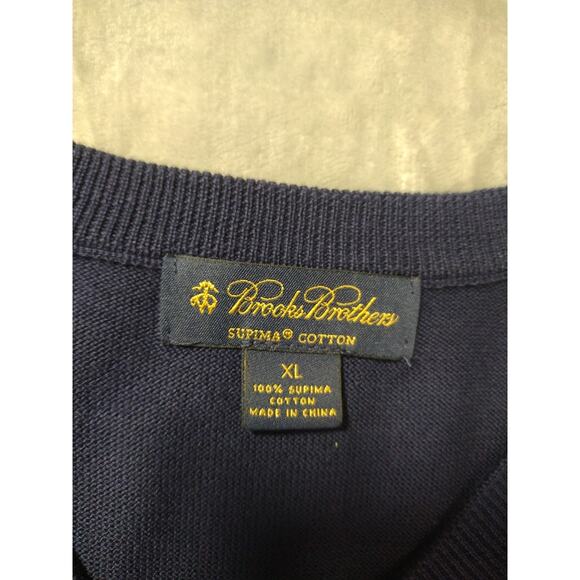 Brooks Brothers
SUPIMA® COTTON
XL
100% SUPIMA
COTTON
MADE IN CHINA